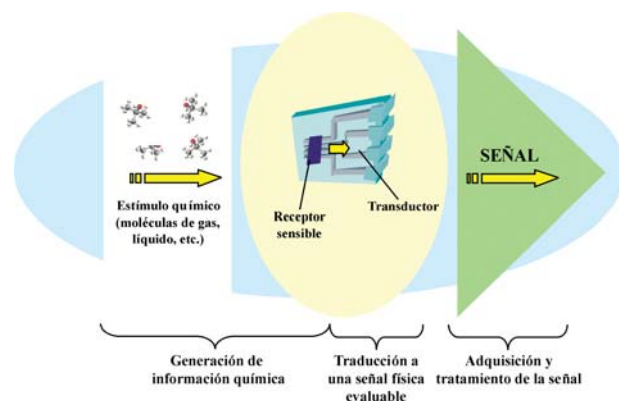 SEÑAL
Estímulo químico
(moléculas de gas,
líquido, etc.)
Receptor
sensible
Transductor
Generación de
información química
Traducción a
una señal física
evaluable
Adquisición y
tratamiento de la señal